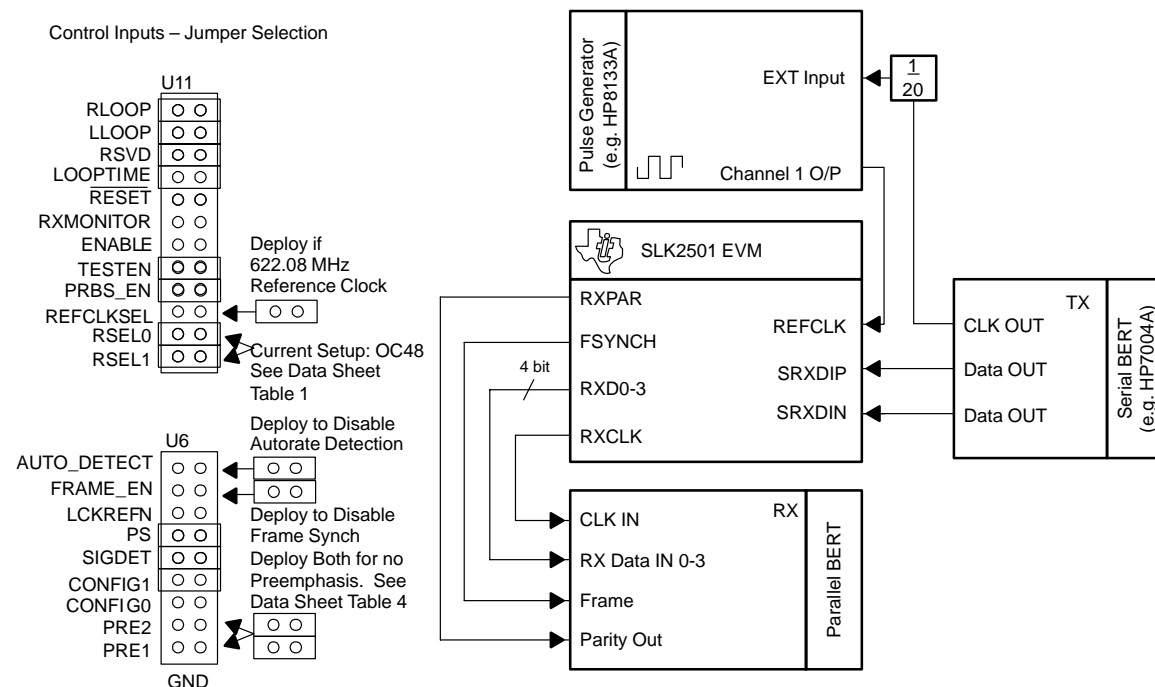 Control Inputs – Jumper Selection
U11
RLOOP
LLOOP
RSVD
LOOPTIME
RESET
RXMONITOR
ENABLE
TESTEN
PRBS_EN
REFCLKSEL
RSEL0
RSEL1
Deploy if
622.08 MHz
Reference Clock
Current Setup: OC48
See Data Sheet
Table 1
U6
AUTO_DETECT
FRAME_EN
LCKREFN
PS
SIGDET
CONFIG1
CONFIG0
PRE2
PRE1
GND
Deploy to Disable
Autorate Detection
Deploy to Disable
Frame Synch
Deploy Both for no
Preemphasis. See
Data Sheet Table 4
Pulse Generator
(e.g. HP8133A)
EXT Input
Channel 1 O/P
1
20
SLK2501 EVM
RXPAR
FSYNCH
4 bit
RXD0-3
RXCLK
REFCLK
SRXDIP
SRXDIN
TX
CLK OUT
Data OUT
Data OUT
Serial BERT
(e.g. HP7004A)
RX
CLK IN
RX Data IN 0-3
Frame
Parity Out
Parallel BERT